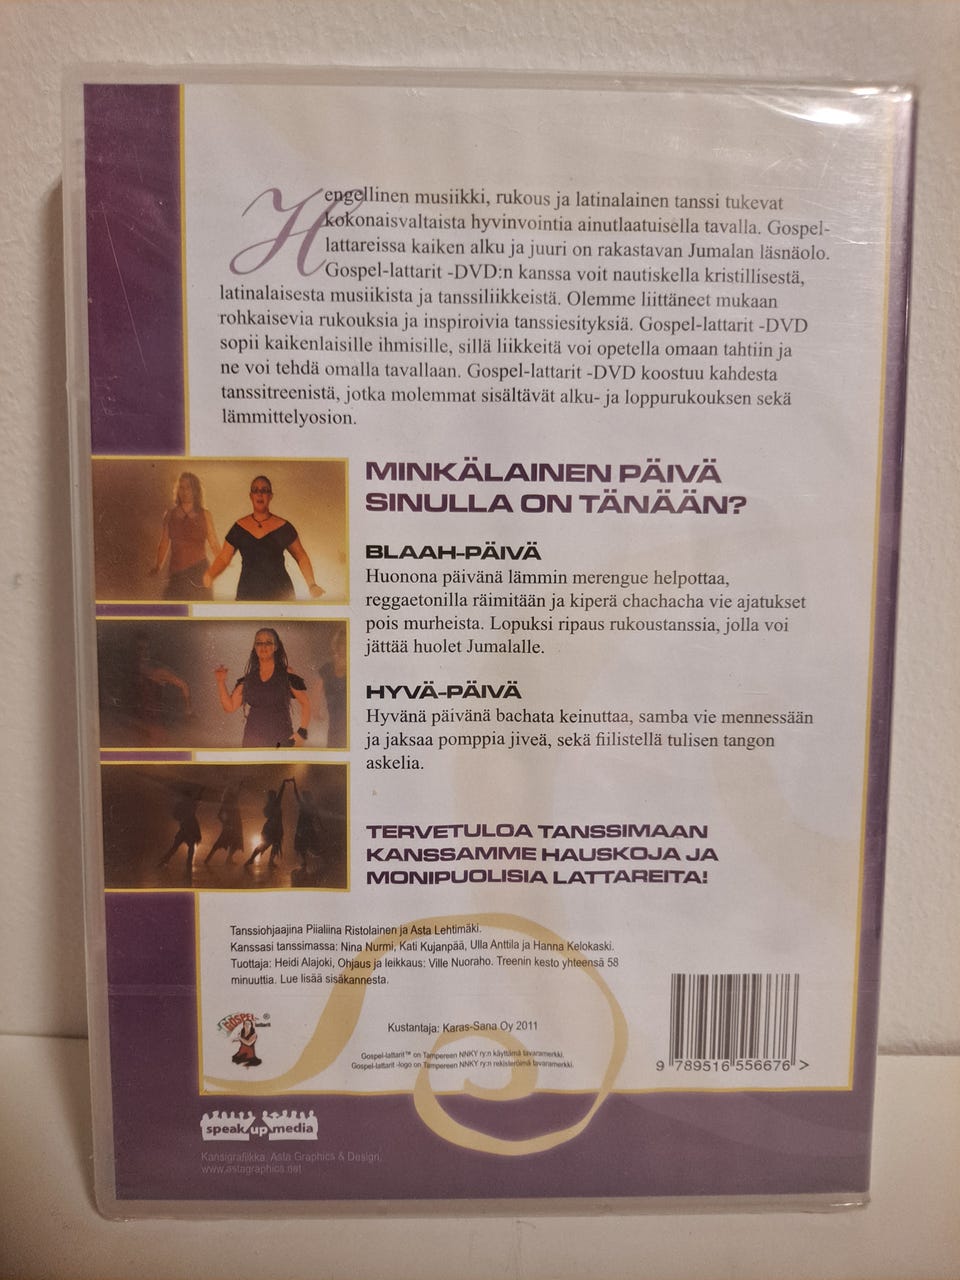 Hengellinen musiikki, rukous ja latinalainen tanssi tukevat
kokonaisvaltaista hyvinvointia ainutlaatuisella tavalla. Gospel-
lattareissa kaiken alku ja juuri on rakastavan Jumalan läsnäolo.
Gospel-lattarit -DVD:n kanssa voit nautiskella kristillisestä,
latinalaisesta musiikista ja tanssiliikkeistä. Olemme liittäneet mukaan
rohkaisevia rukouksia ja inspiroivia tanssiesityksiä. Gospel-lattarit -DVD
sopii kaikenlaisille ihmisille, sillä liikkeitä voi opetella omaan tahtiin ja
ne voi tehdä omalla tavallaan. Gospel-lattarit -DVD koostuu kahdesta
tanssitreenistä, jotka molemmat sisältävät alku- ja loppurukouksen sekä
lämmittelyosion.
MINKÄLAINEN PÄIVÄ
SINULLA ON TÄNÄÄN?
BLAAH-PÄIVÄ
Huonona päivänä lämmin merengue helpottaa,
reggaetonilla räimitään ja kiperä chachacha vie ajatukset
pois murheista. Lopuksi ripaus rukoustanssia, jolla voi
jättää huolet Jumalalle.
HYVÄ-PÄIVÄ
Hyvänä päivänä bachata keinuttaa, samba vie mennessään
ja jaksaa pomppia jiveä, sekä fiilistellä tulisen tangon
askelia.
TERVETULOA TANSSIMAAN
KANSSAMME HAUSKOJA JA
MONIPUOLISIA LATTAREITA!
Tanssiohjaajina Piialiina Ristolainen ja Asta Lehtimäki.
Kanssasi tanssimassa: Nina Nurmi, Kati Kujanpää, Ulla Anttila ja Hanna Kelokaski.
Tuottaja: Heidi Alajoki, Ohjaus ja leikkaus: Ville Nuoraho. Treenin kesto yhteensä 58
minuuttia. Lue lisää sisäkannesta.
GOSPEL-®
lattarit
Kustantaja: Karas-Sana Oy 2011
Gospel-lattarit™ on Tampereen NNKY ry:n käyttämä tavaramerkki.
Gospel-lattarit -logo on Tampereen NNKY ry:n rekisteröimä tavaramerkki.
9 789516 556676 >
speak up media
Kansigrafiikka: Asta Graphics & Design,
www.astagraphics.net